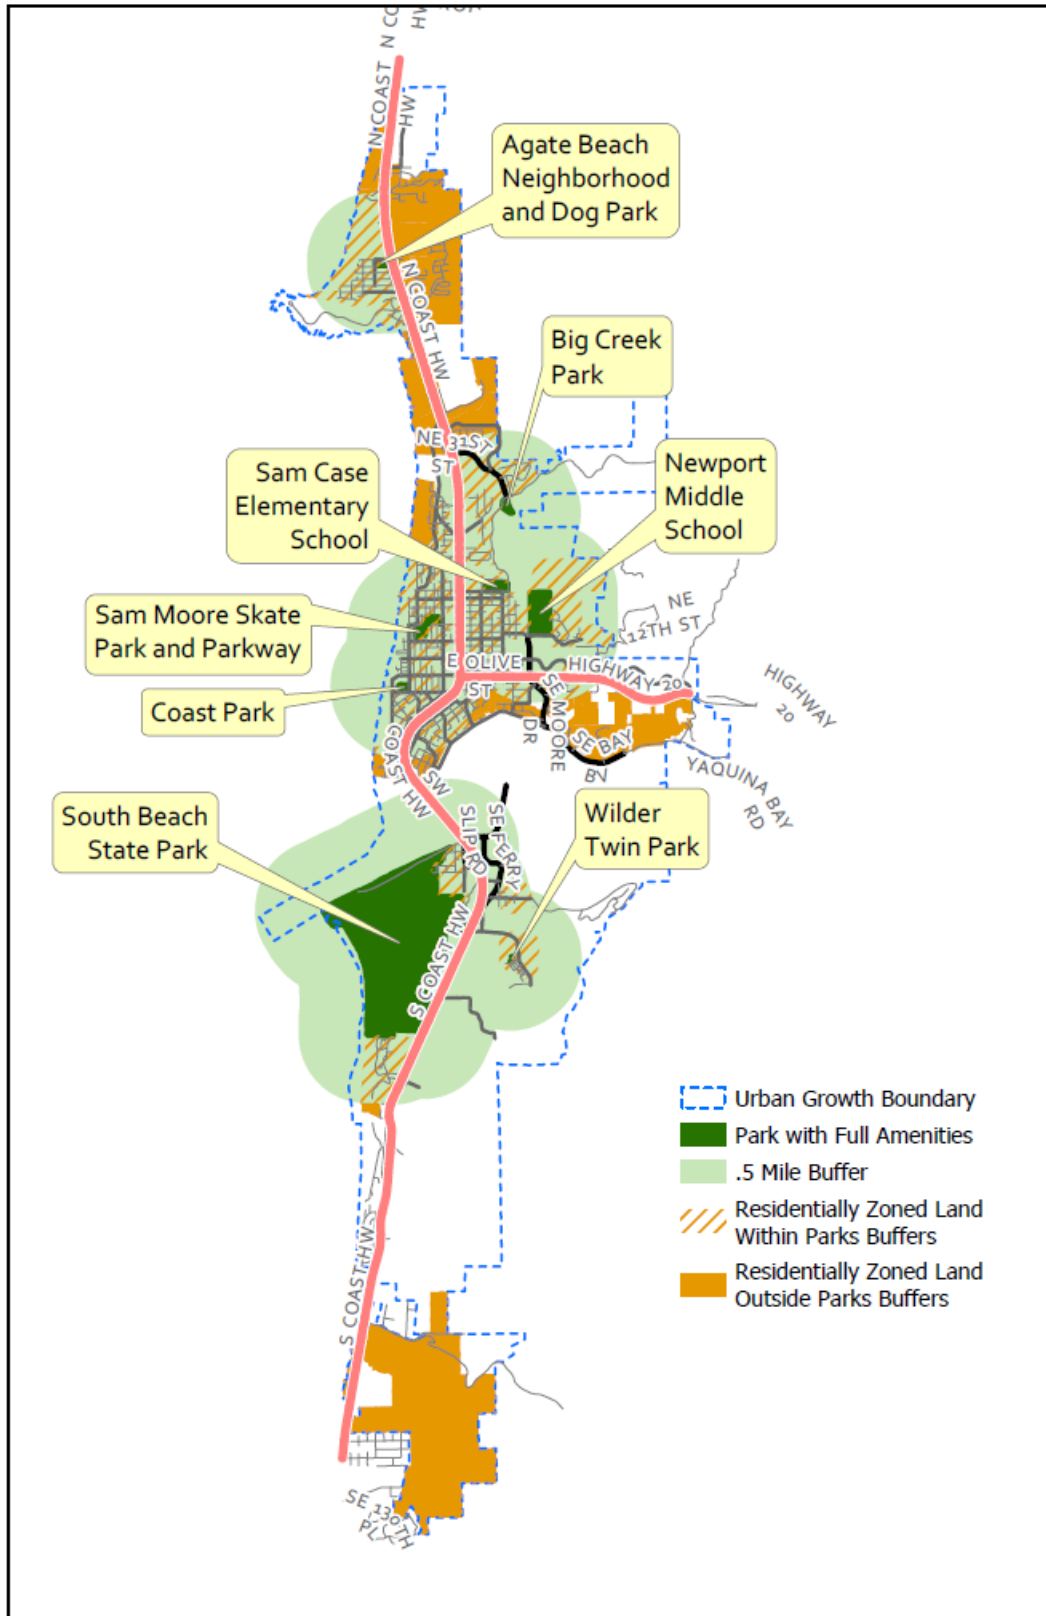 N COAST
HW
N COAST
HW
Agate Beach
Neighborhood
and Dog Park
N COAST HW
Big Creek
Park
NE 31ST
ST
Sam Case
Elementary
School
Newport
Middle
School
Sam Moore Skate
Park and Parkway
NE
12TH ST
E OLIVE
ST
HIGHWAY 20
HIGHWAY
20
Coast Park
SE MOORE
DR
SE BAY
BV
YAQUINA BAY
RD
SW
COAST HW
South Beach
State Park
SE FERRY
SLIP RD
Wilder
Twin Park
S COAST HW
Urban Growth Boundary
Park with Full Amenities
.5 Mile Buffer
Residentially Zoned Land
Within Parks Buffers
Residentially Zoned Land
Outside Parks Buffers
S COAST HW
SE 130TH
PL